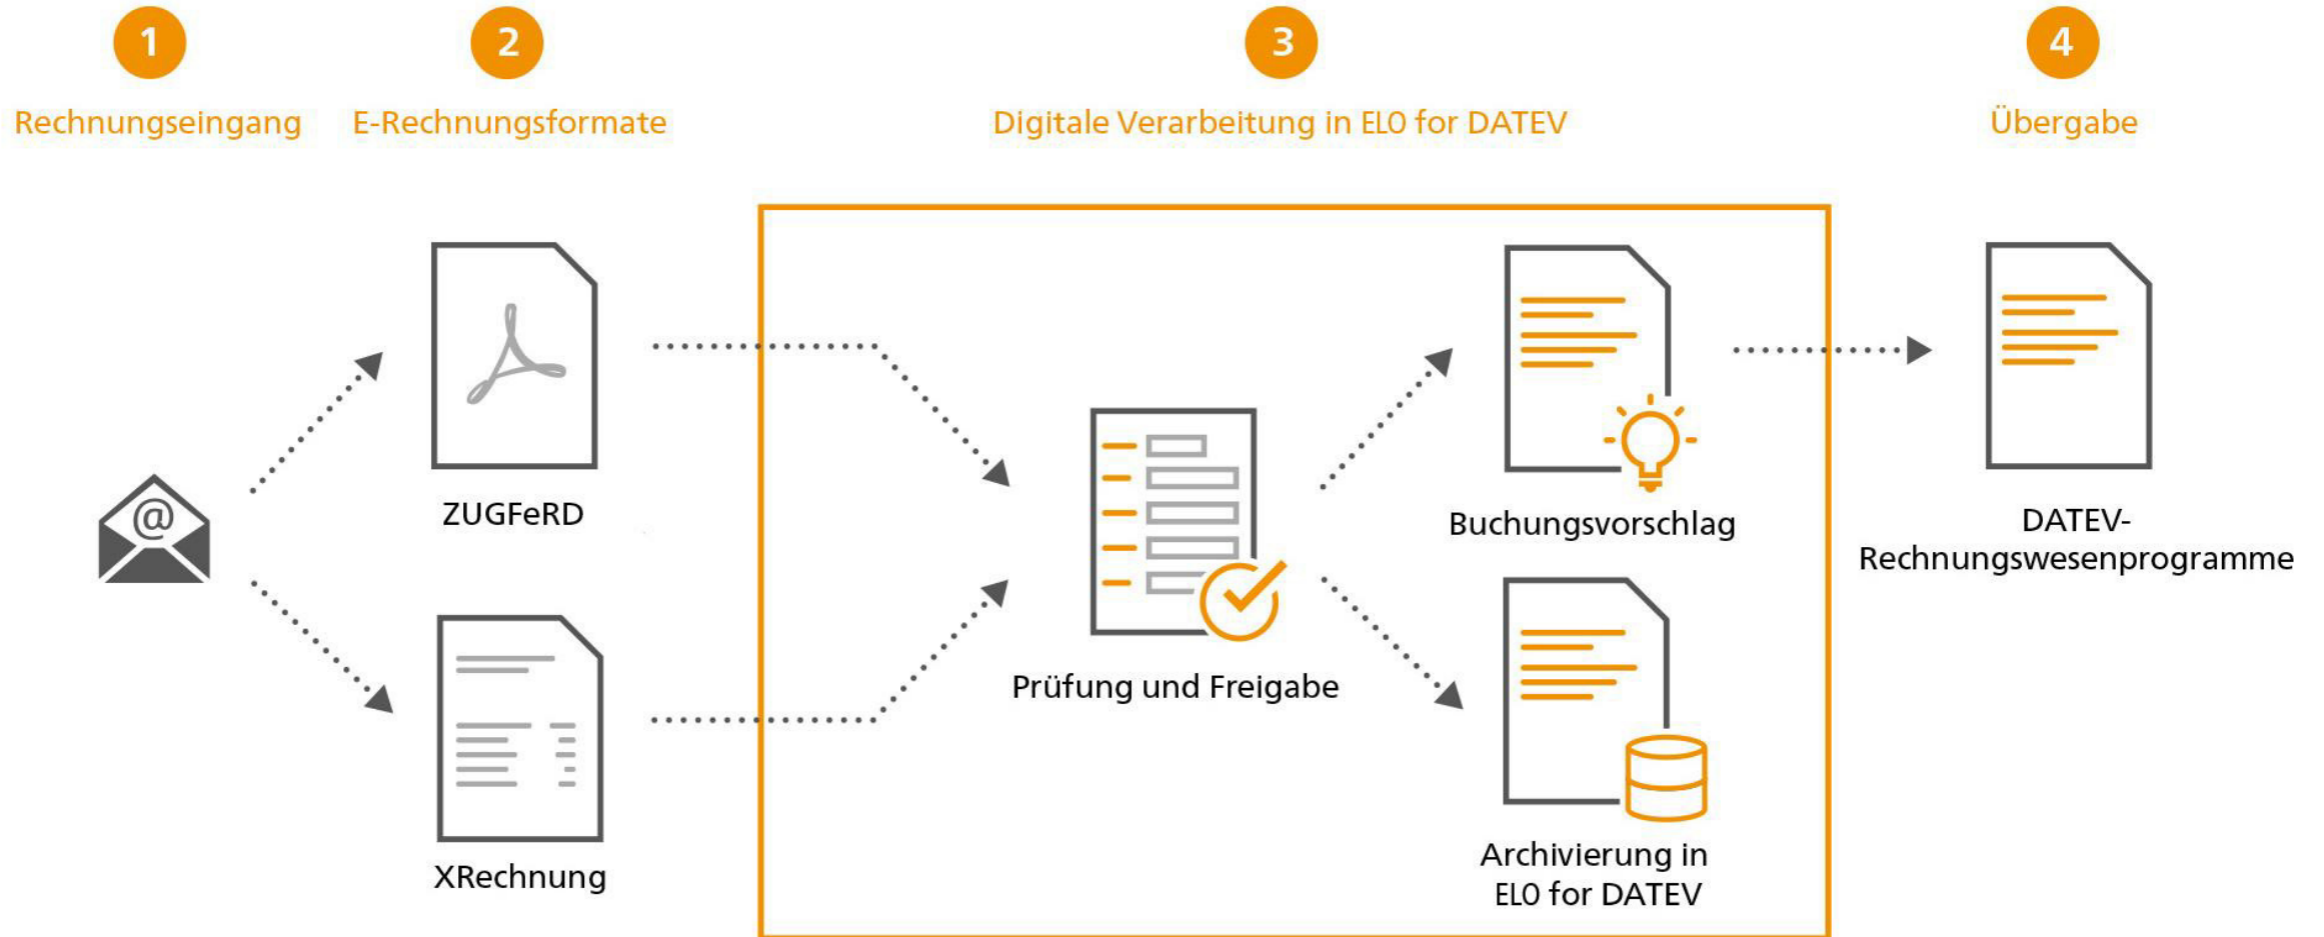 1
Rechnungseingang
2
E-Rechnungsformate
3
Digitale Verarbeitung in ELO for DATEV
4
Übergabe
@
ZUGFeRD
XRechnung
Prüfung und Freigabe
Buchungsvorschlag
Archivierung in
ELO for DATEV
DATEV-
Rechnungswesenprogramme